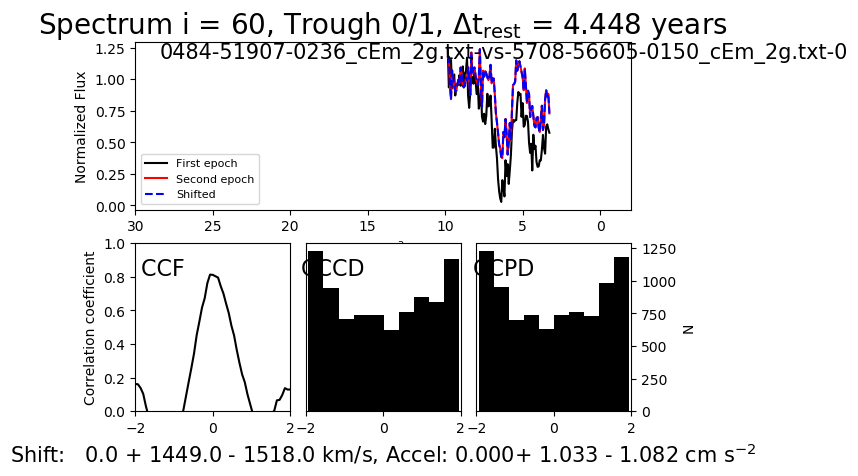 Spectrum i = 60, Trough 0/1, Δt_rest = 4.448 years
0484-51907-0236_cEm_2g.txt-vs-5708-56605-0150_cEm_2g.txt-0
Normalized Flux
1.25
1.00
0.75
0.50
0.25
0.00
First epoch
Second epoch
Shifted
30 25 20 15 10 5 0
Correlation coefficient
1.0
0.8
0.6
0.4
0.2
0.0
CCF
−2 0 2
CCCD
−2 0 2
CCPD
−2 0 2
1250
1000
750
500
250
0
N
Shift: 0.0 + 1449.0 - 1518.0 km/s, Accel: 0.000+ 1.033 - 1.082 cm s⁻²